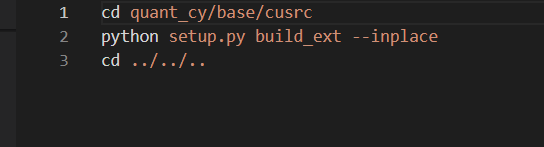 1 cd quant_cy/base/cusrc
2 python setup.py build_ext --inplace
3 cd ../../..